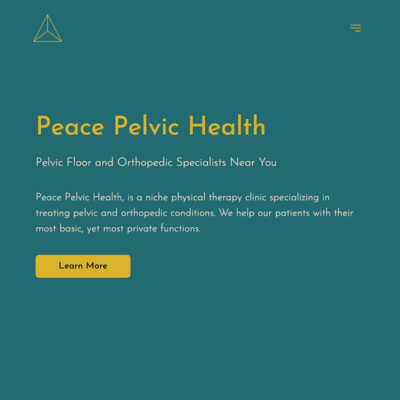 Peace Pelvic Health
Pelvic Floor and Orthopedic Specialists Near You
Peace Pelvic Health, is a niche physical therapy clinic specializing in
treating pelvic and orthopedic conditions. We help our patients with their
most basic, yet most private functions.
Learn More